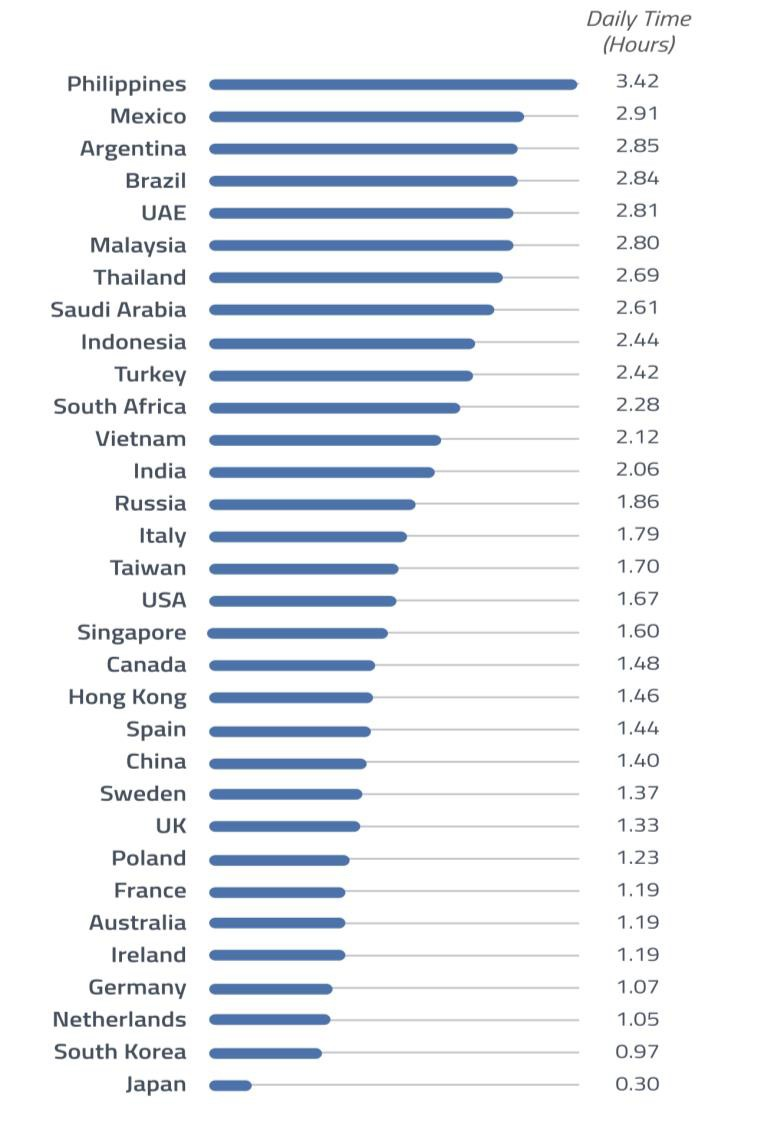 Daily Time
(Hours)
Philippines 3.42
Mexico 2.91
Argentina 2.85
Brazil 2.84
UAE 2.81
Malaysia 2.80
Thailand 2.69
Saudi Arabia 2.61
Indonesia 2.44
Turkey 2.42
South Africa 2.28
Vietnam 2.12
India 2.06
Russia 1.86
Italy 1.79
Taiwan 1.70
USA 1.67
Singapore 1.60
Canada 1.48
Hong Kong 1.46
Spain 1.44
China 1.40
Sweden 1.37
UK 1.33
Poland 1.23
France 1.19
Australia 1.19
Ireland 1.19
Germany 1.07
Netherlands 1.05
South Korea 0.97
Japan 0.30